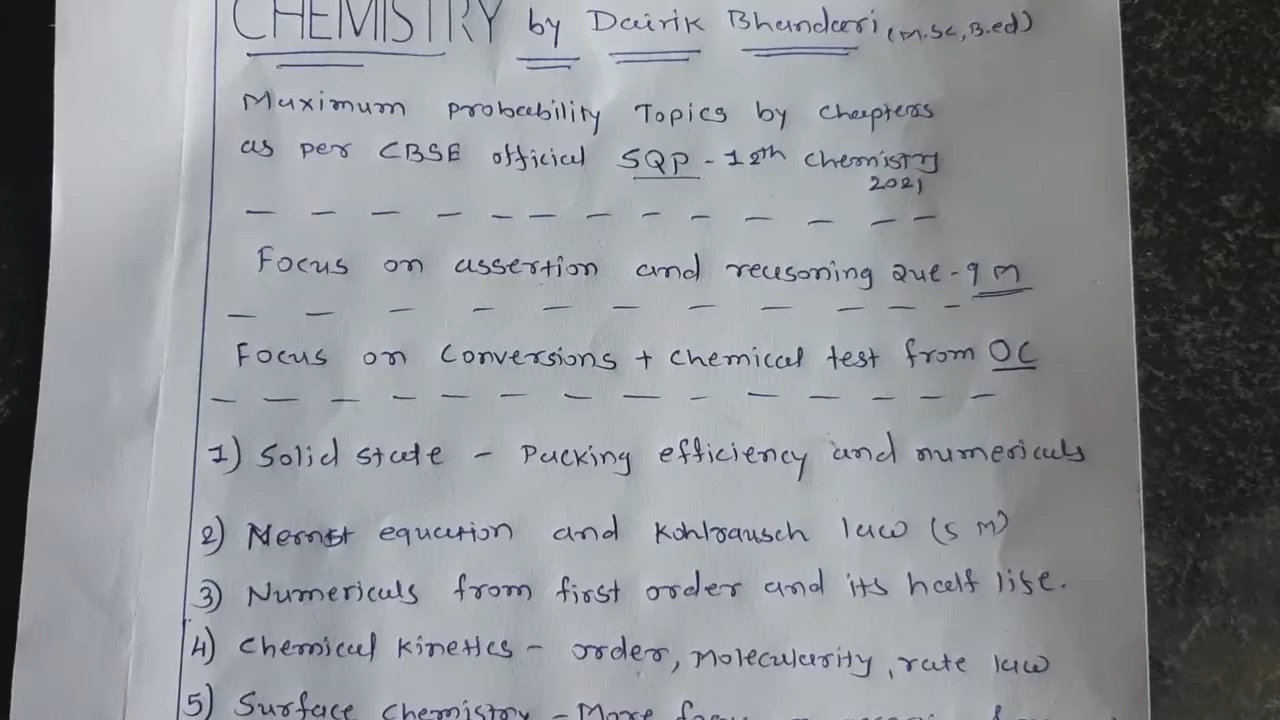 CHEMISTRY by Dairik Bhandari (M.Sc, B.ed)
Maximum probability Topics by chapters
as per CBSE official SQP - 12th chemistry
2021
Focus on assertion and reasoning Que - 9 M
Focus on conversions + chemical test from OC
1) Solid state - Packing efficiency and numericals
2) Nernst equation and Kohlrausch law (5 M)
3) Numericals from first order and its half life.
4) Chemical kinetics - order, Molecularity, rate law
5) Surface chemistry - More